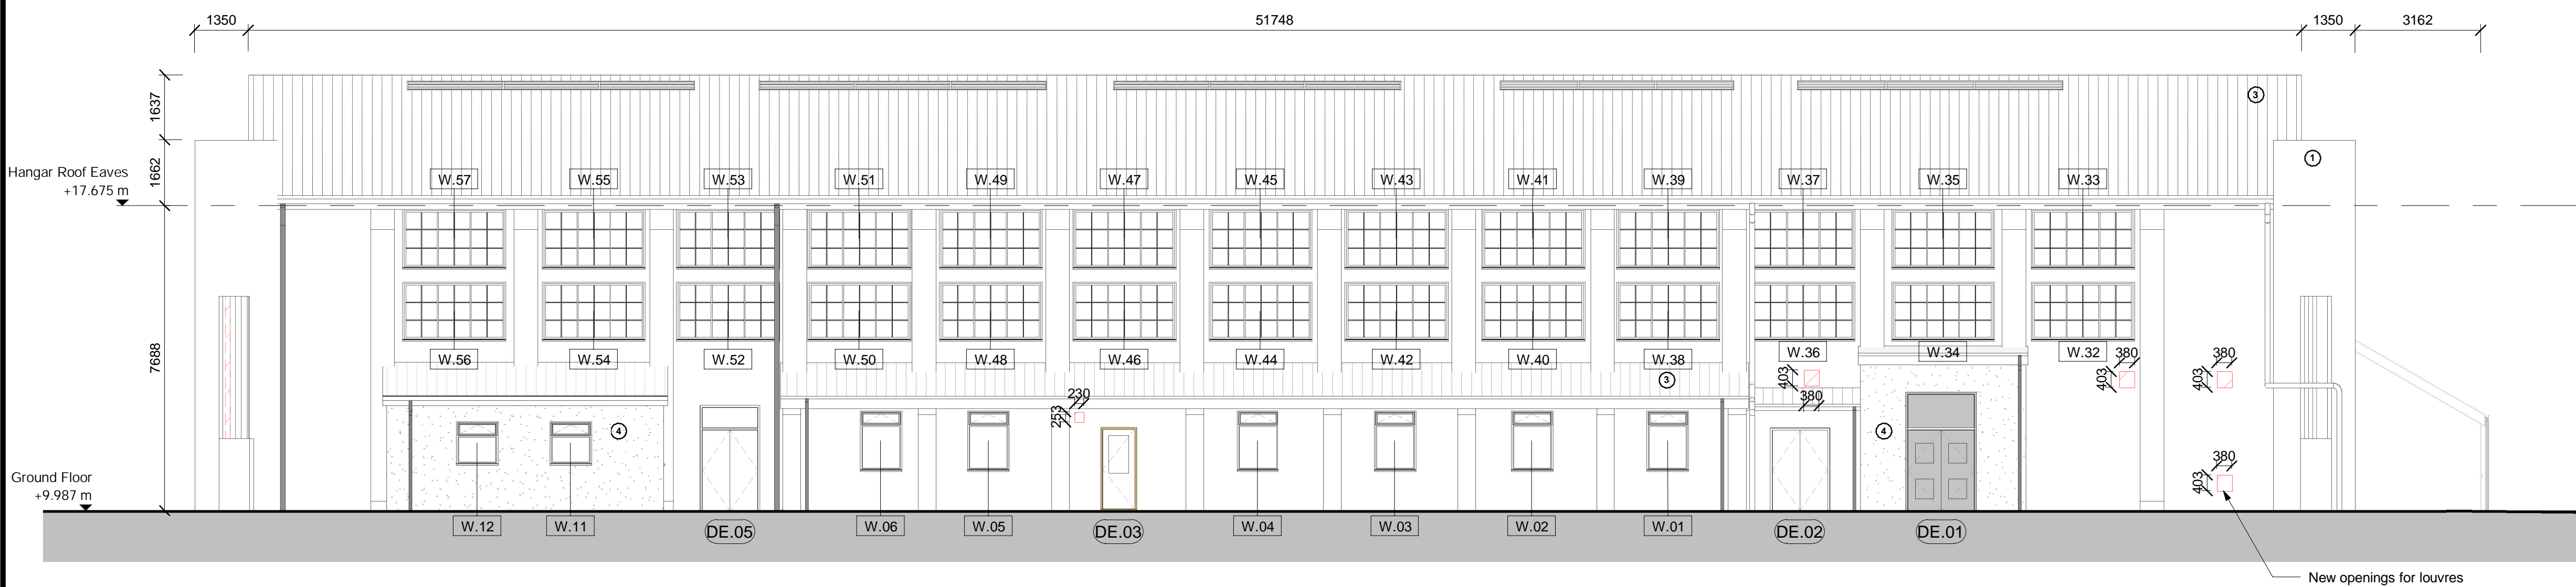 1350
51748
1350
3162
1637
3
1662
1
Hangar Roof Eaves
+17.675 m
W.57
W.55
W.53
W.51
W.49
W.47
W.45
W.43
W.41
W.39
W.37
W.35
W.33
7688
W.56
W.54
W.52
W.50
W.48
W.46
W.44
W.42
W.40
W.38
W.36
W.34
W.32
380
380
403
403
403
3
230
253
380
4
4
380
403
Ground Floor
+9.987 m
W.12
W.11
DE.05
W.06
W.05
DE.03
W.04
W.03
W.02
W.01
DE.02
DE.01
New openings for louvres